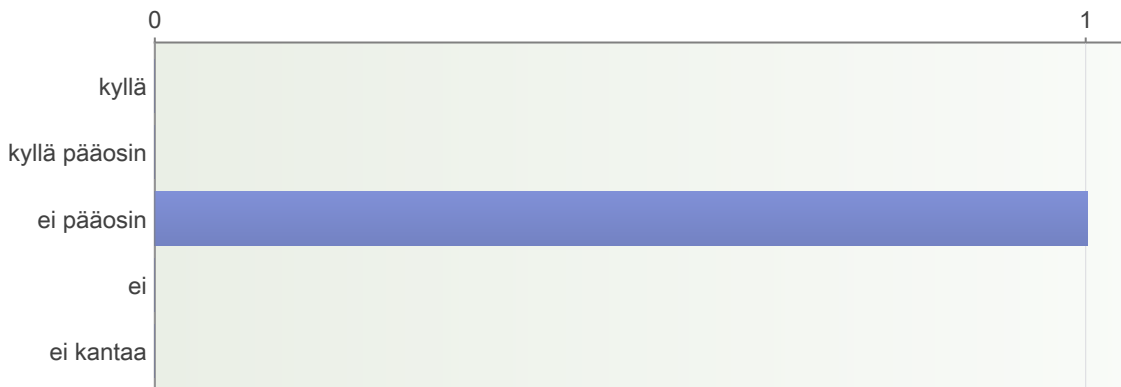 0 1
kyllä
kyllä pääosin
ei pääosin
ei
ei kantaa